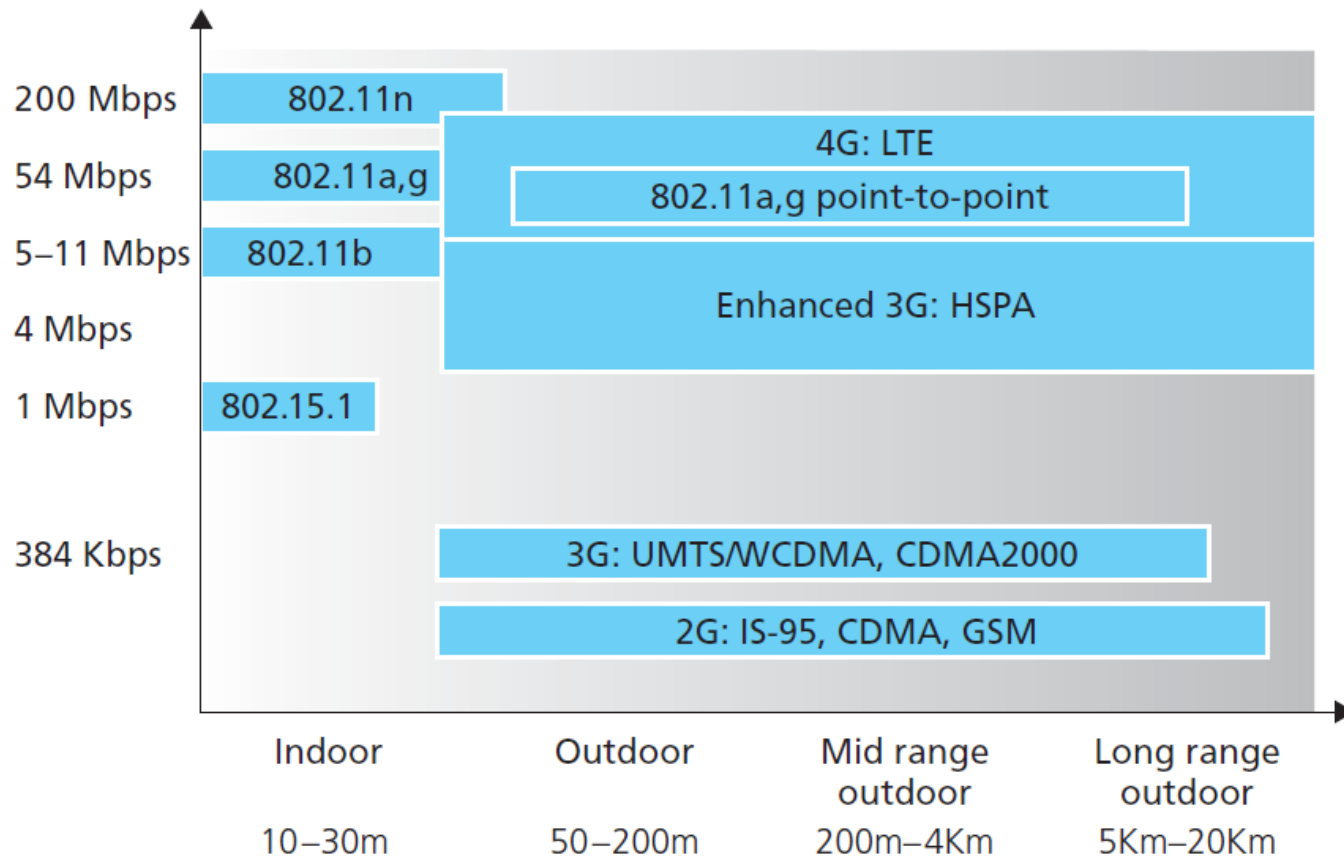 200 Mbps
802.11n
4G: LTE
54 Mbps
802.11a,g
802.11a,g point-to-point
5–11 Mbps
802.11b
Enhanced 3G: HSPA
4 Mbps
1 Mbps
802.15.1
384 Kbps
3G: UMTS/WCDMA, CDMA2000
2G: IS-95, CDMA, GSM
Indoor
Outdoor
Mid range
outdoor
Long range
outdoor
10–30m
50–200m
200m–4Km
5Km–20Km